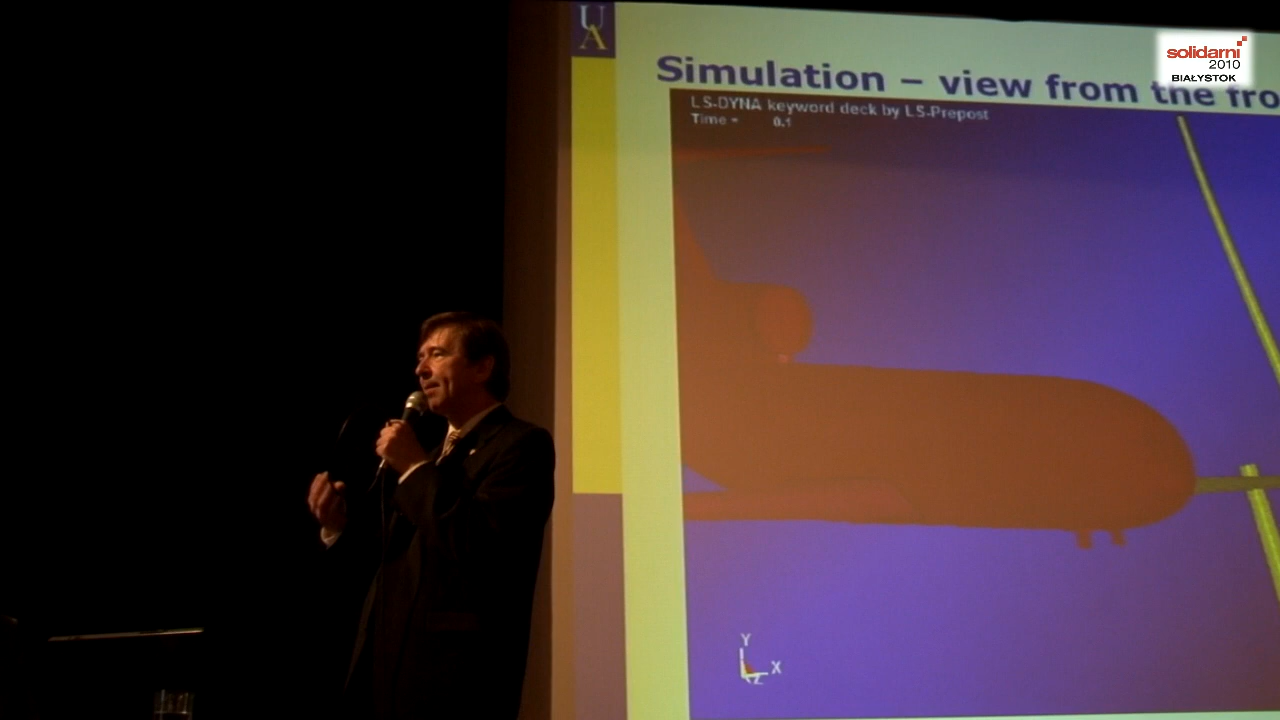 UA
solidarni
2010
BIAŁYSTOK
Simulation – view from the fro
LS-DYNA keyword deck by LS-Prepost
Time = 0.1
Y
X
Z